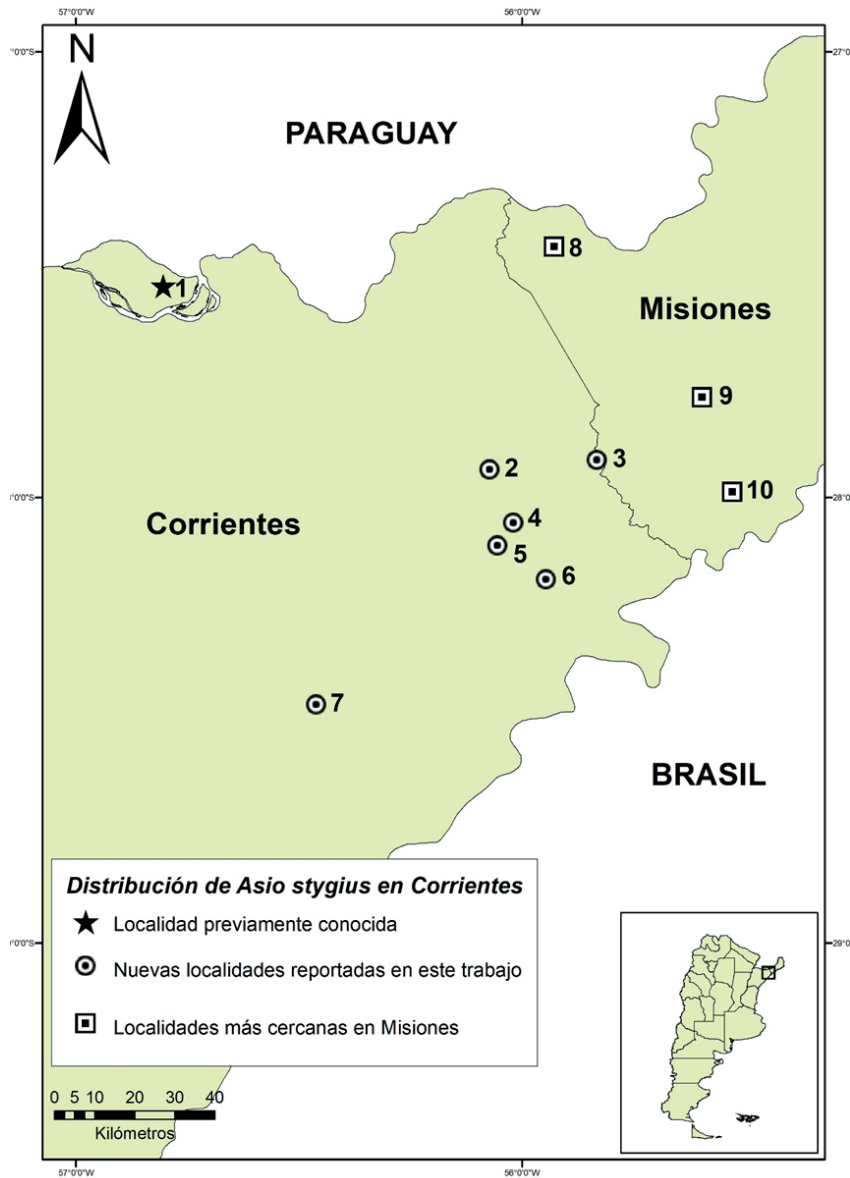 57°0'0"W 56°0'0"W
N
°0'0"S 27°0
PARAGUAY
8
1
Misiones
9
3
2
10
°0'0"S 28°0
Corrientes
4
5
6
7
BRASIL
Distribución de Asio stygius en Corrientes
Localidad previamente conocida
Nuevas localidades reportadas en este trabajo
Localidades más cercanas en Misiones
°0'0"S 29°0
0 5 10 20 30 40
Kilómetros
57°0'0"W 56°0'0"W